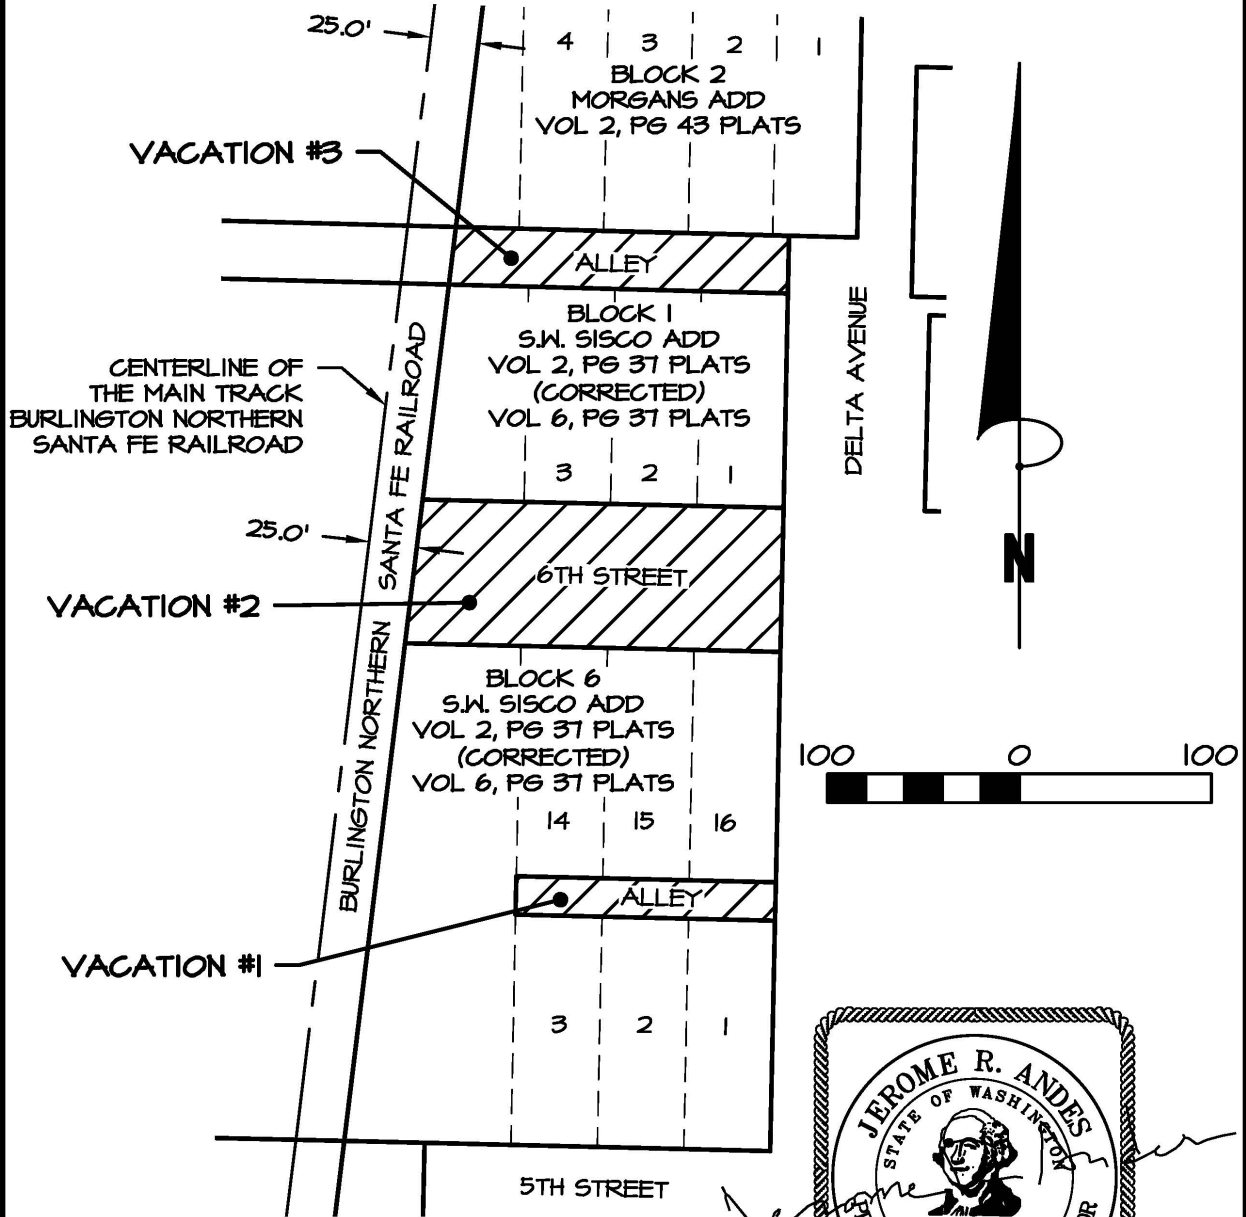 25.0'
4 3 2 1
BLOCK 2
MORGANS ADD
VOL 2, PG 43 PLATS
VACATION #3
ALLEY
BLOCK 1
S.W. SISCO ADD
VOL 2, PG 37 PLATS
(CORRECTED)
VOL 6, PG 37 PLATS
3 2 1
CENTERLINE OF
THE MAIN TRACK
BURLINGTON NORTHERN
SANTA FE RAILROAD
DELTA AVENUE
BURLINGTON NORTHERN SANTA FE RAILROAD
25.0'
6TH STREET
VACATION #2
N
BLOCK 6
S.W. SISCO ADD
VOL 2, PG 37 PLATS
(CORRECTED)
VOL 6, PG 37 PLATS
14 15 16
100 0 100
ALLEY
VACATION #1
3 2 1
5TH STREET
JEROME R. ANDES
STATE OF WASHINGTON